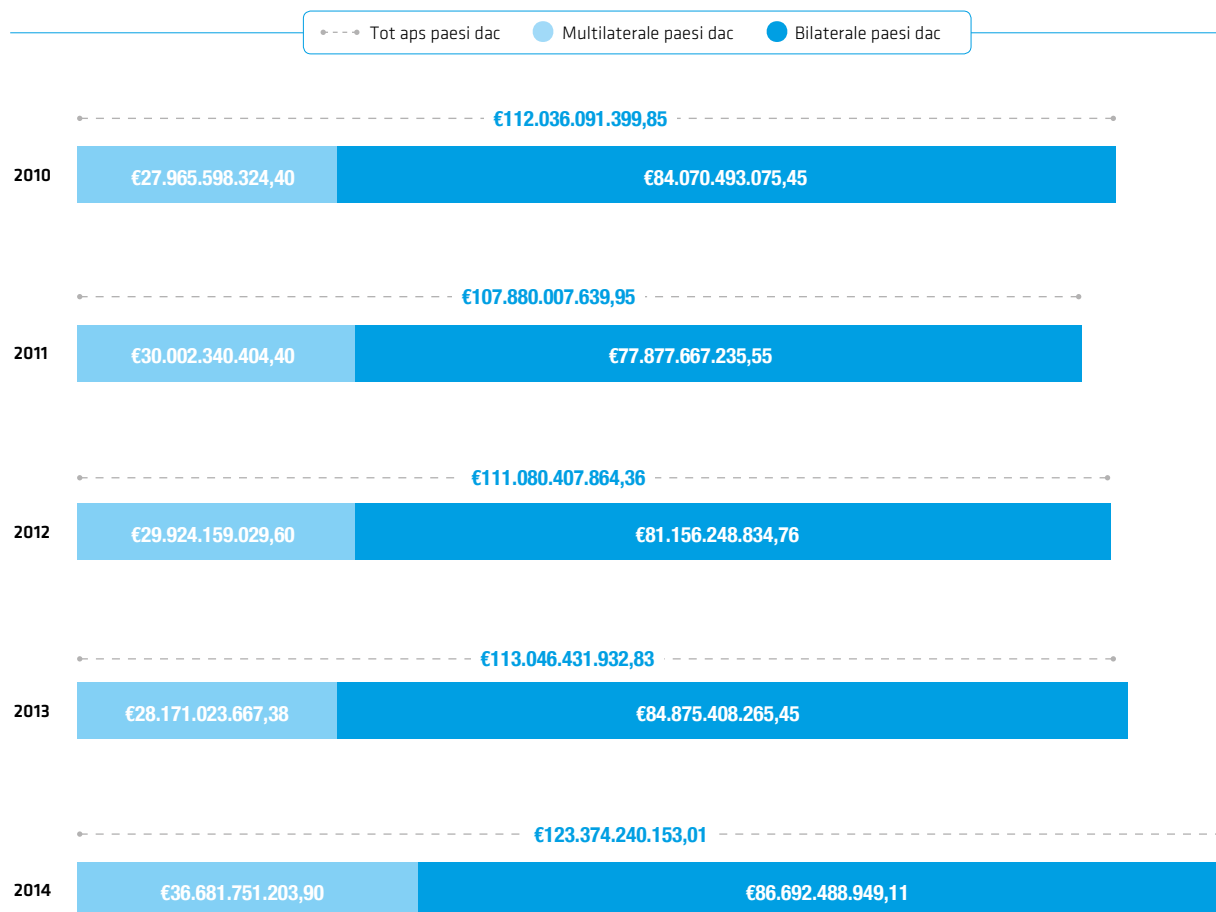 Tot aps paesi dac Multilaterale paesi dac Bilaterale paesi dac
€112.036.091.399,85
2010 €27.965.598.324,40 €84.070.493.075,45
€107.880.007.639,95
2011 €30.002.340.404,40 €77.877.667.235,55
€111.080.407.864,36
2012 €29.924.159.029,60 €81.156.248.834,76
€113.046.431.932,83
2013 €28.171.023.667,38 €84.875.408.265,45
€123.374.240.153,01
2014 €36.681.751.203,90 €86.692.488.949,11